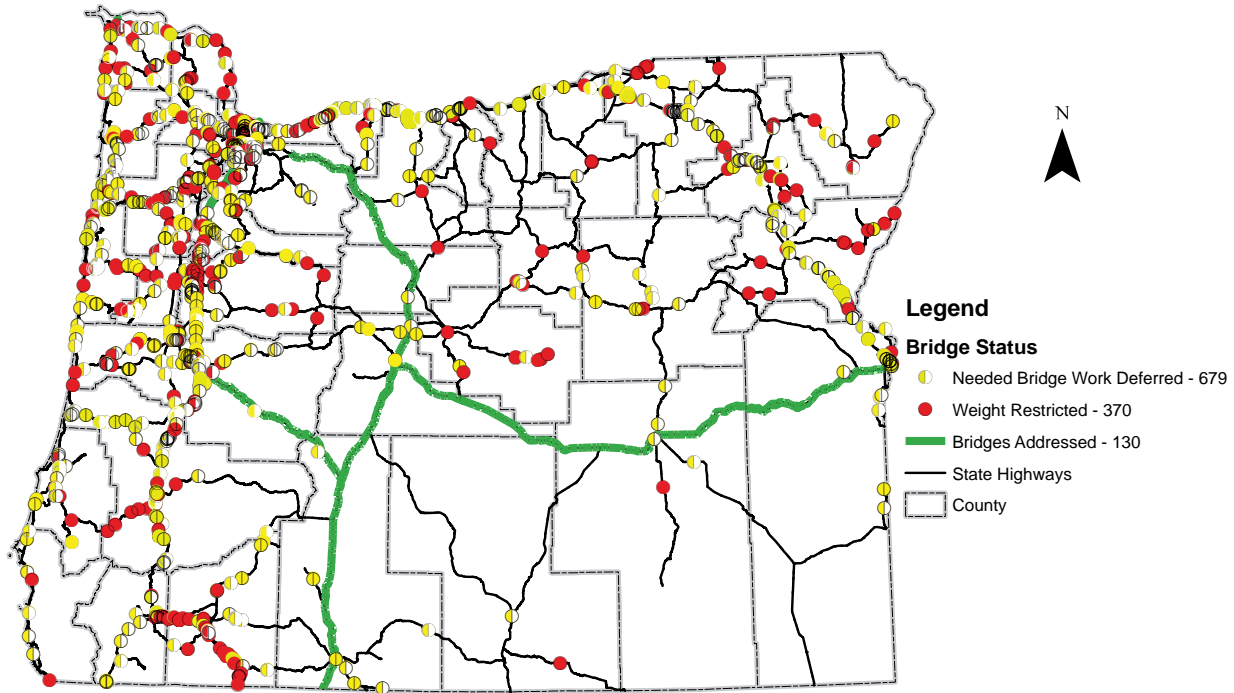 N
Legend
Bridge Status
Needed Bridge Work Deferred - 679
Weight Restricted - 370
Bridges Addressed - 130
State Highways
County